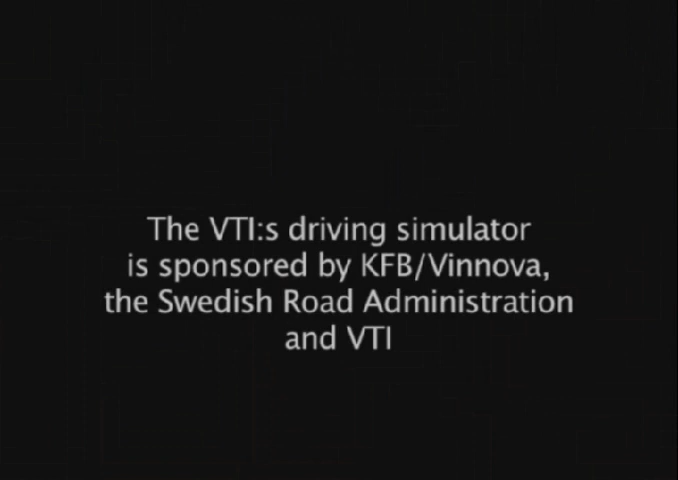 The VTI:s driving simulator
is sponsored by KFB/Vinnova,
the Swedish Road Administration
and VTI